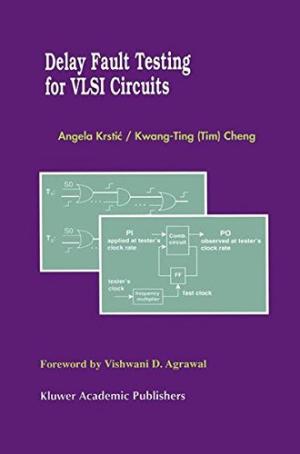 Delay Fault Testing
for VLSI Circuits
Angela Krstić / Kwang-Ting (Tim) Cheng
S0
S0
PI
applied at tester's
clock rate
Comb.
circuit
PO
observed at tester's
clock rate
FF
tester's
clock
frequency
multiplier
fast clock
Foreword by Vishwani D. Agrawal
Kluwer Academic Publishers